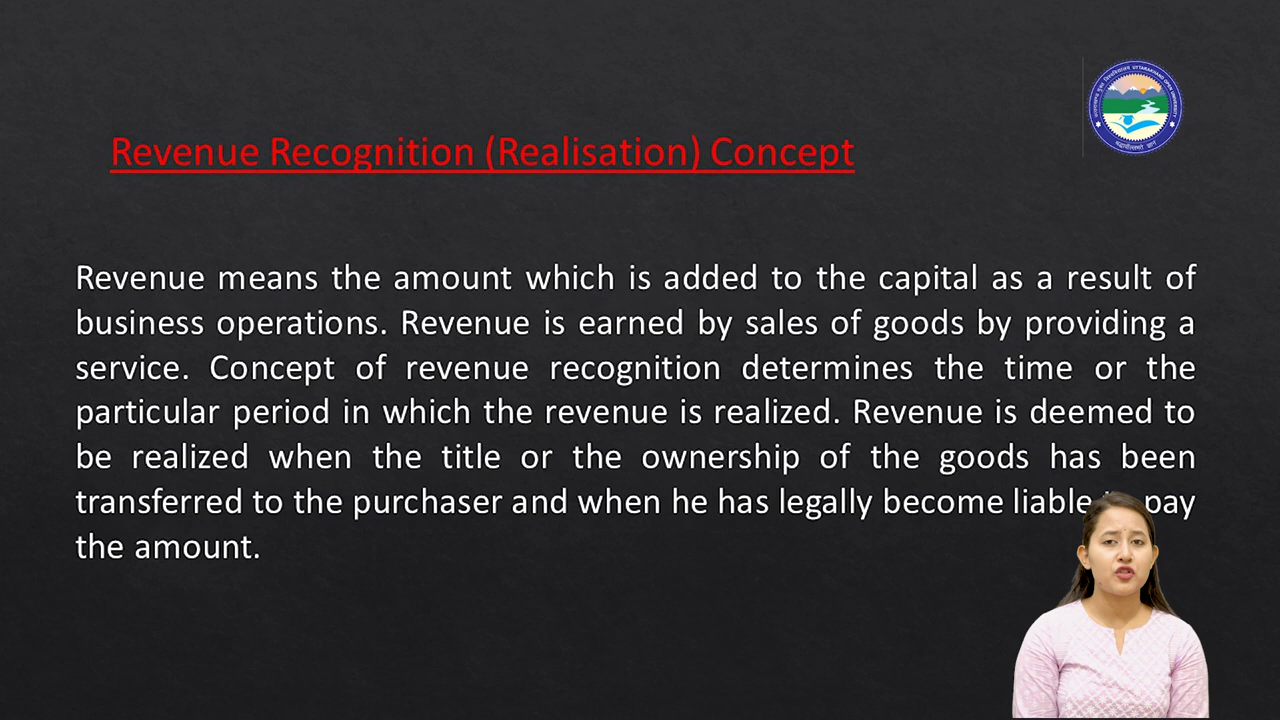 UTTARAKHAND OPEN UNIVERSITY
Revenue Recognition (Realisation) Concept
Revenue means the amount which is added to the capital as a result of
business operations. Revenue is earned by sales of goods by providing a
service. Concept of revenue recognition determines the time or the
particular period in which the revenue is realized. Revenue is deemed to
be realized when the title or the ownership of the goods has been
transferred to the purchaser and when he has legally become liable pay
the amount.